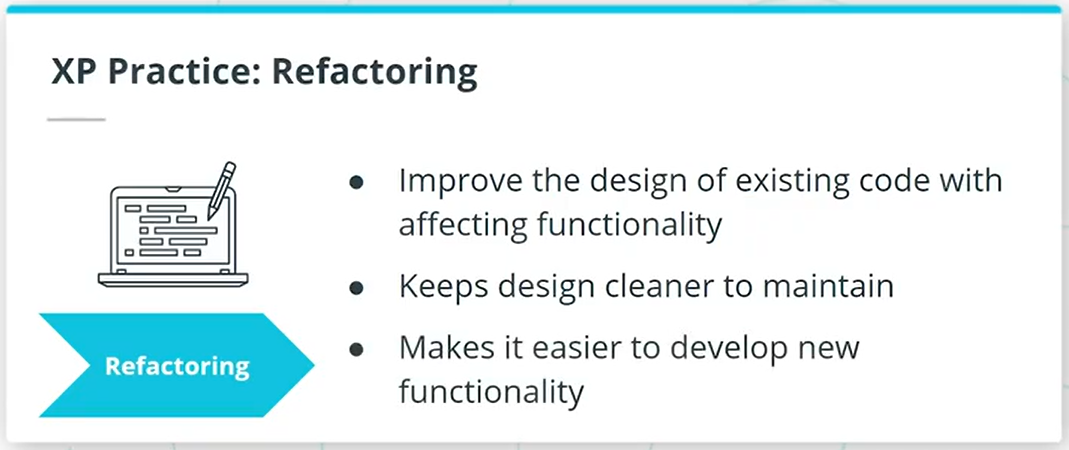 XP Practice: Refactoring
● Improve the design of existing code with
affecting functionality
● Keeps design cleaner to maintain
● Makes it easier to develop new
functionality
Refactoring